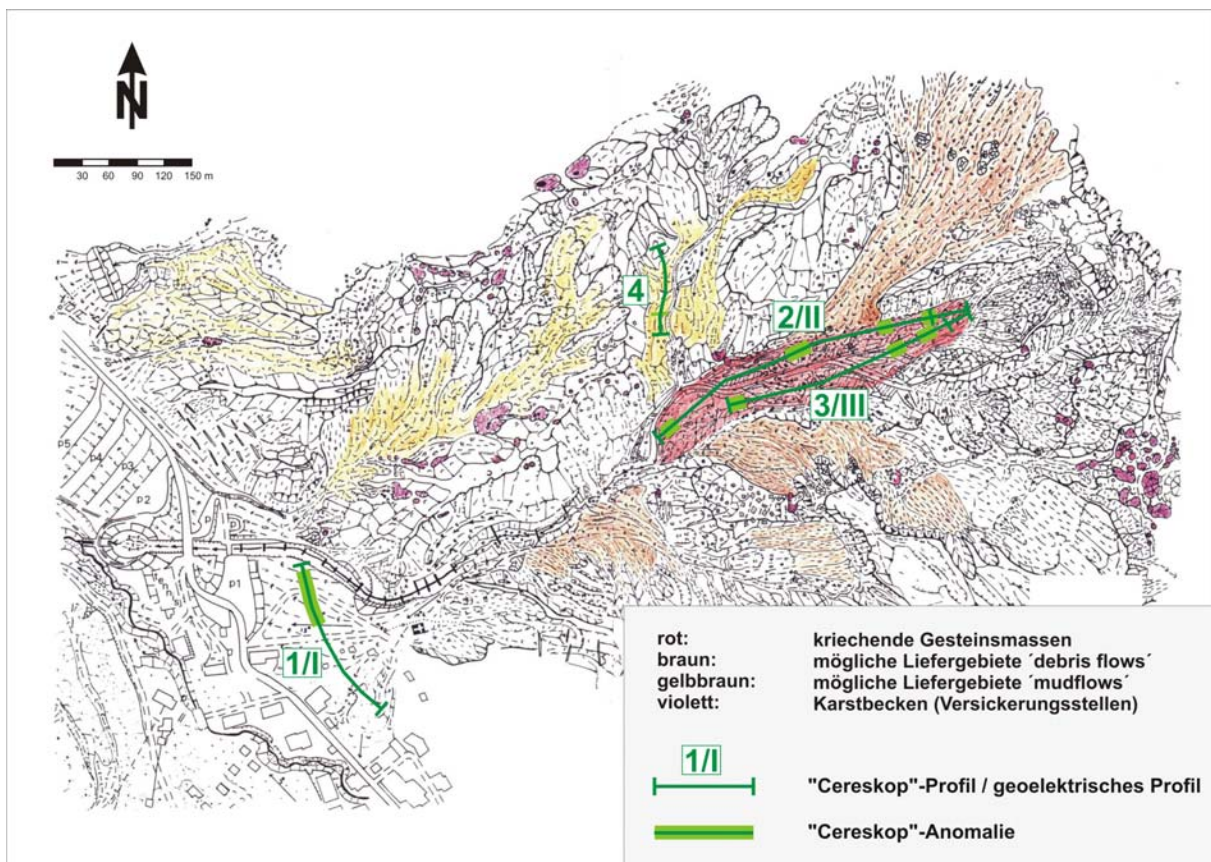 N
30 60 90 120 150 m
4
2/II
3/III
1/I
p5
p4
p3
p2
p1
rot: kriechende Gesteinsmassen
braun: mögliche Liefergebiete ´debris flows´
gelbbraun: mögliche Liefergebiete ´mudflows´
violett: Karstbecken (Versickerungsstellen)
1/I
"Cereskop"-Profil / geoelektrisches Profil
"Cereskop"-Anomalie